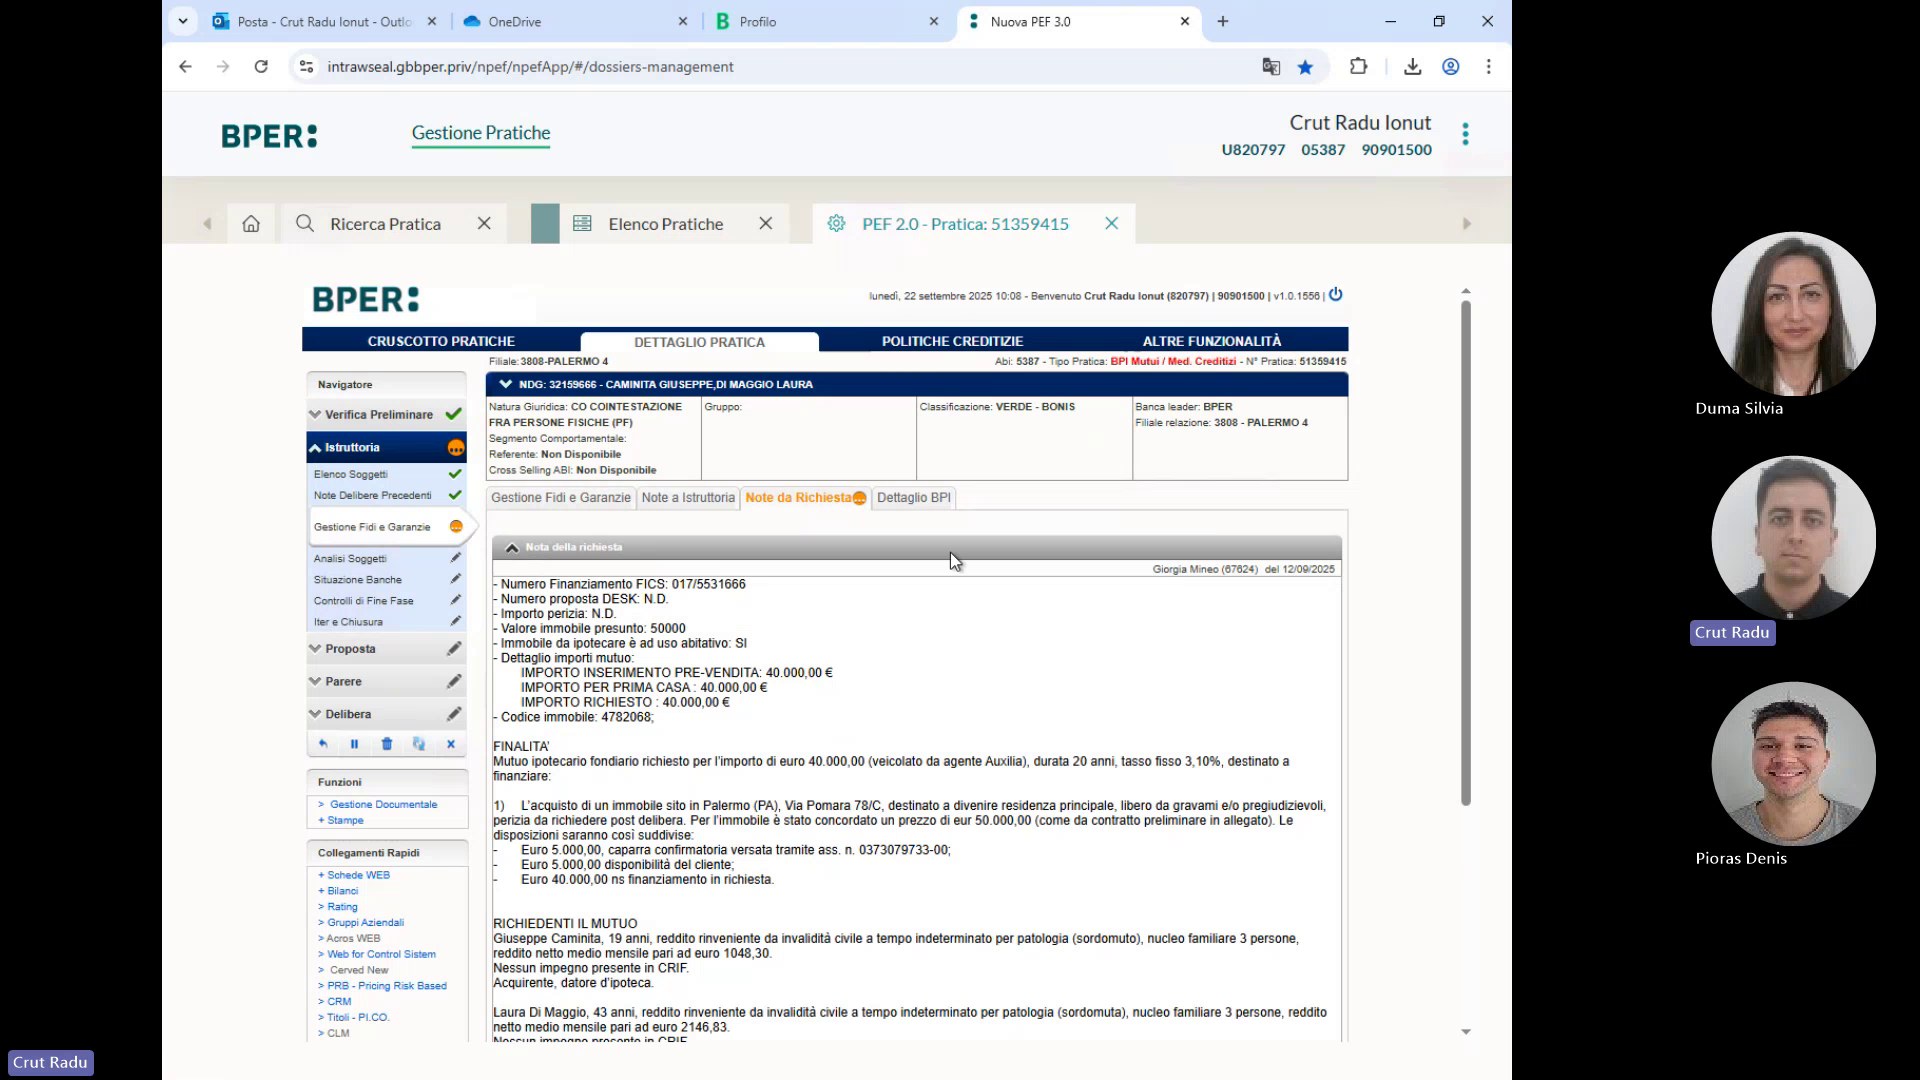 Posta - Crut Radu Ionut - Outlo
OneDrive
Profilo
Nuova PEF 3.0
intrawseal.gbbper.priv/npef/npefApp/#/dossiers-management
BPER:
Gestione Pratiche
Crut Radu Ionut
U820797 05387 90901500
Ricerca Pratica
Elenco Pratiche
PEF 2.0 - Pratica: 51359415
BPER:
lunedì, 22 settembre 2025 10:08 - Benvenuto Crut Radu Ionut (820797) | 90901500 | v1.0.1556 |
CRUSCOTTO PRATICHE
DETTAGLIO PRATICA
POLITICHE CREDITIZIE
ALTRE FUNZIONALITÀ
Filiale: 3808-PALERMO 4
Abi: 5387 - Tipo Pratica: BPI Mutui / Med. Creditizi - N° Pratica: 51359415
Navigatore
Verifica Preliminare
Istruttoria
Elenco Soggetti
Note Delibere Precedenti
Gestione Fidi e Garanzie
Analisi Soggetti
Situazione Banche
Controlli di Fine Fase
Iter e Chiusura
Proposta
Parere
Delibera
Funzioni
> Gestione Documentale
+ Stampe
Collegamenti Rapidi
+ Schede WEB
+ Bilanci
> Rating
> Gruppi Aziendali
> Acros WEB
> Web for Control Sistem
> Cerved New
> PRB - Pricing Risk Based
> CRM
> Titoli - PI.CO.
> CLM
NDG: 32159666 - CAMINITA GIUSEPPE,DI MAGGIO LAURA
Natura Giuridica: CO COINTESTAZIONE
FRA PERSONE FISICHE (PF)
Segmento Comportamentale:
Referente: Non Disponibile
Cross Selling ABI: Non Disponibile
Gruppo:
Classificazione: VERDE - BONIS
Banca leader: BPER
Filiale relazione: 3808 - PALERMO 4
Gestione Fidi e Garanzie
Note a Istruttoria
Note da Richiesta
Dettaglio BPI
Nota della richiesta
Giorgia Mineo (67624) del 12/09/2025
- Numero Finanziamento FICS: 017/5531666
- Numero proposta DESK: N.D.
- Importo perizia: N.D.
- Valore immobile presunto: 50000
- Immobile da ipotecare è ad uso abitativo: SI
- Dettaglio importi mutuo:
IMPORTO INSERIMENTO PRE-VENDITA: 40.000,00 €
IMPORTO PER PRIMA CASA : 40.000,00 €
IMPORTO RICHIESTO : 40.000,00 €
- Codice immobile: 4782068;
FINALITA'
Mutuo ipotecario fondiario richiesto per l'importo di euro 40.000,00 (veicolato da agente Auxilia), durata 20 anni, tasso fisso 3,10%, destinato a
finanziare:
1) L'acquisto di un immobile sito in Palermo (PA), Via Pomara 78/C, destinato a divenire residenza principale, libero da gravami e/o pregiudizievoli,
perizia da richiedere post delibera. Per l'immobile è stato concordato un prezzo di eur 50.000,00 (come da contratto preliminare in allegato). Le
disposizioni saranno così suddivise:
- Euro 5.000,00, caparra confirmatoria versata tramite ass. n. 0373079733-00;
- Euro 5.000,00 disponibilità del cliente;
- Euro 40.000,00 ns finanziamento in richiesta.
RICHIEDENTI IL MUTUO
Giuseppe Caminita, 19 anni, reddito rinveniente da invalidità civile a tempo indeterminato per patologia (sordomuto), nucleo familiare 3 persone,
reddito netto medio mensile pari ad euro 1048,30.
Nessun impegno presente in CRIF.
Acquirente, datore d'ipoteca.
Laura Di Maggio, 43 anni, reddito rinveniente da invalidità civile a tempo indeterminato per patologia (sordomuta), nucleo familiare 3 persone, reddito
netto medio mensile pari ad euro 2146,83.
Nessun impegno presente in CRIF.
Duma Silvia
Crut Radu
Pioras Denis
Crut Radu